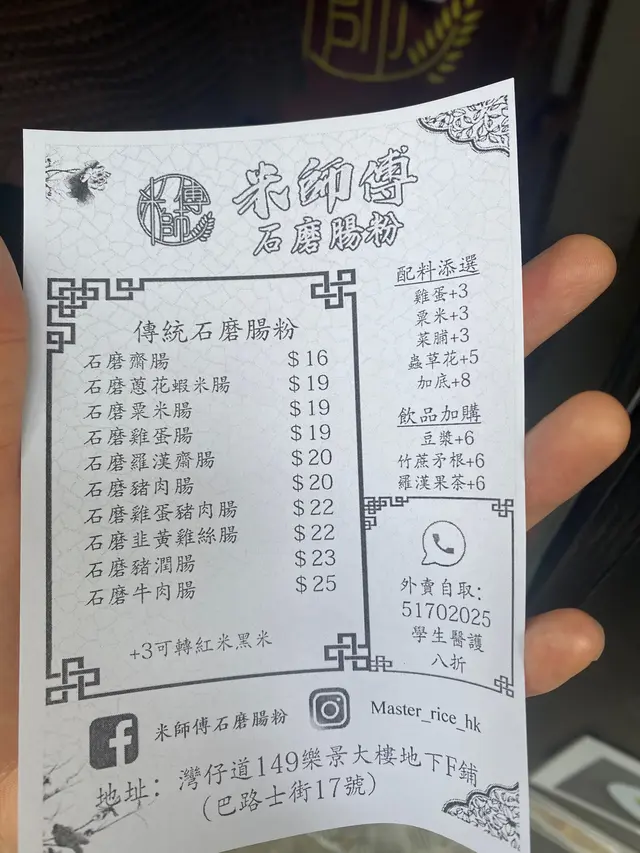 師
米師傅
米師傅
石磨腸粉
傳統石磨腸粉
石磨齋腸 $16
石磨蔥花蝦米腸 $19
石磨粟米腸 $19
石磨雞蛋腸 $19
石磨羅漢齋腸 $20
石磨豬肉腸 $20
石磨雞蛋豬肉腸 $22
石磨韭黃雞絲腸 $22
石磨豬潤腸 $23
石磨牛肉腸 $25
+3可轉紅米黑米
配料添選
雞蛋+3
粟米+3
菜脯+3
蟲草花+5
加底+8
飲品加購
豆漿+6
竹蔗矛根+6
羅漢果茶+6
外賣自取:
51702025
學生醫護
八折
米師傅石磨腸粉
Master_rice_hk
地址: 灣仔道149樂景大樓地下F鋪
(巴路士街17號)